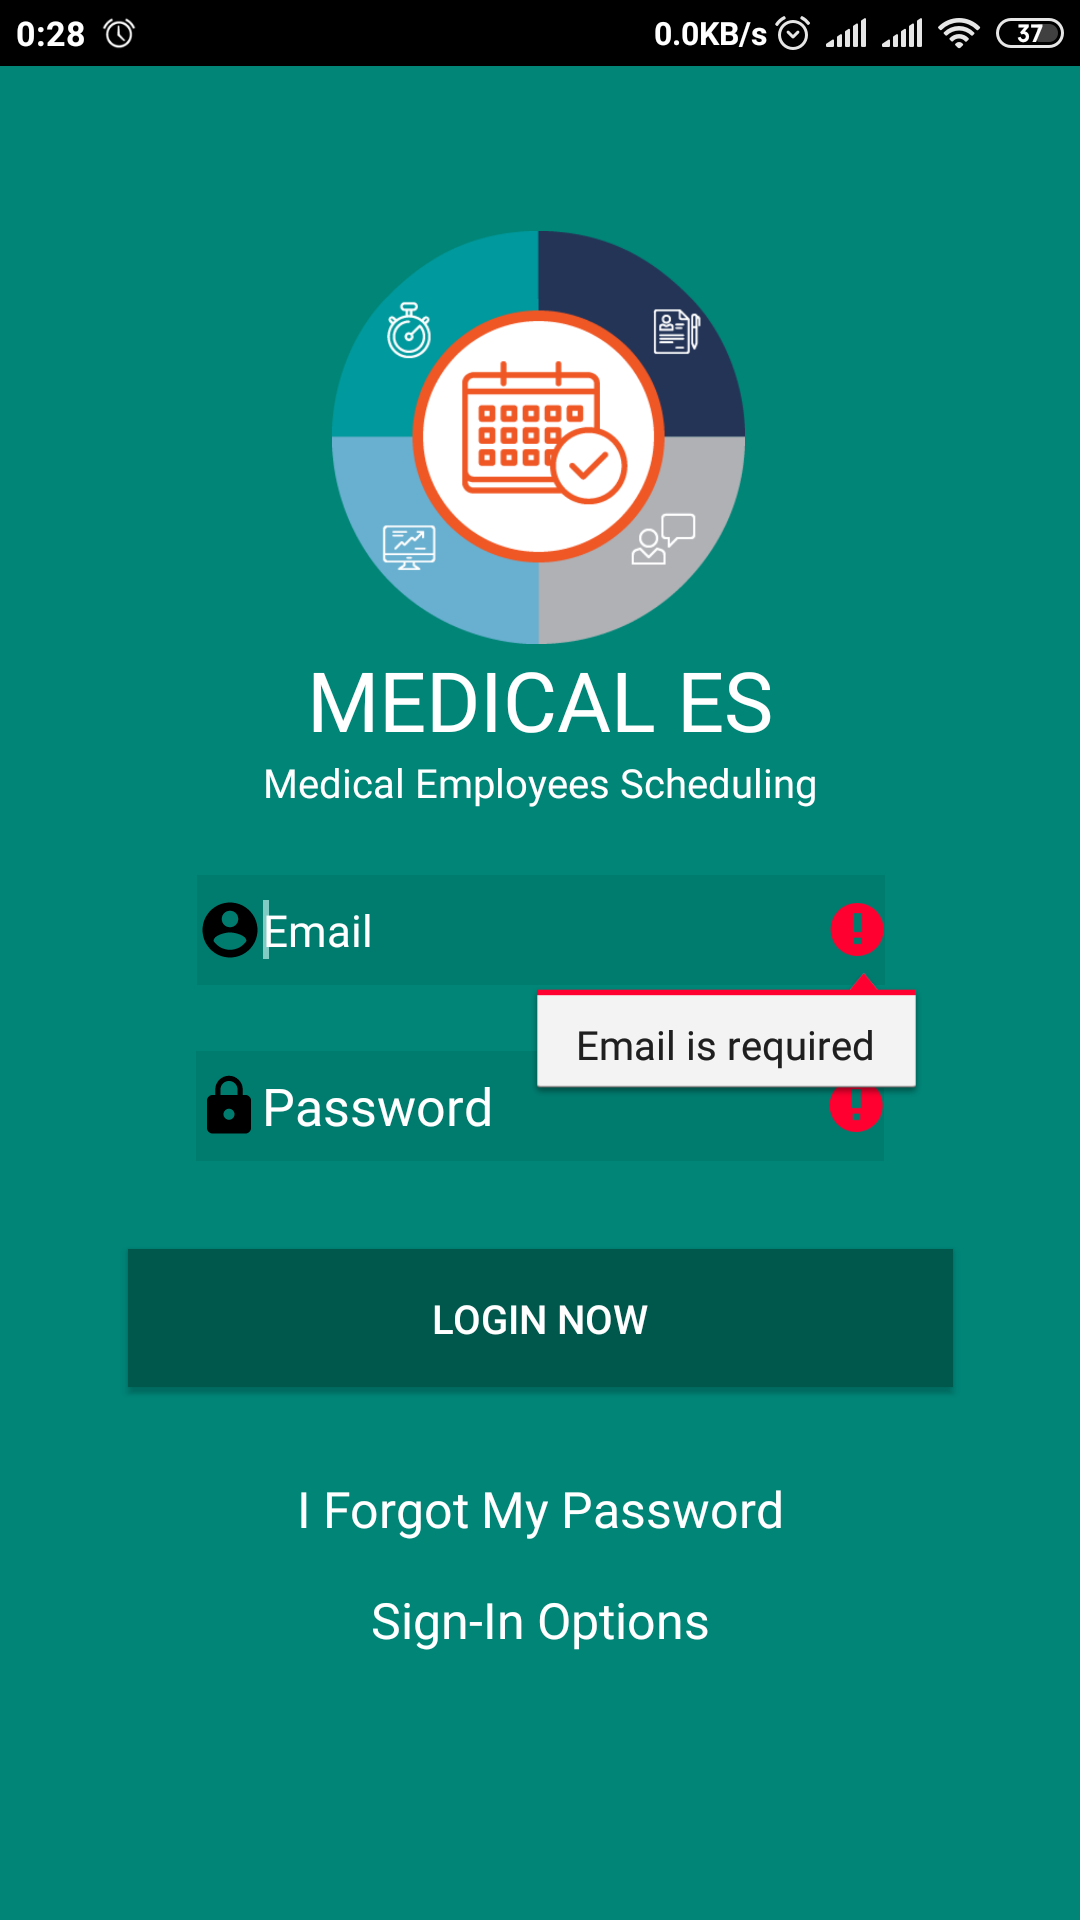 0:28 0.0KB/s 37
MEDICAL ES
Medical Employees Scheduling
Email
Email is required
Password
LOGIN NOW
I Forgot My Password
Sign-In Options